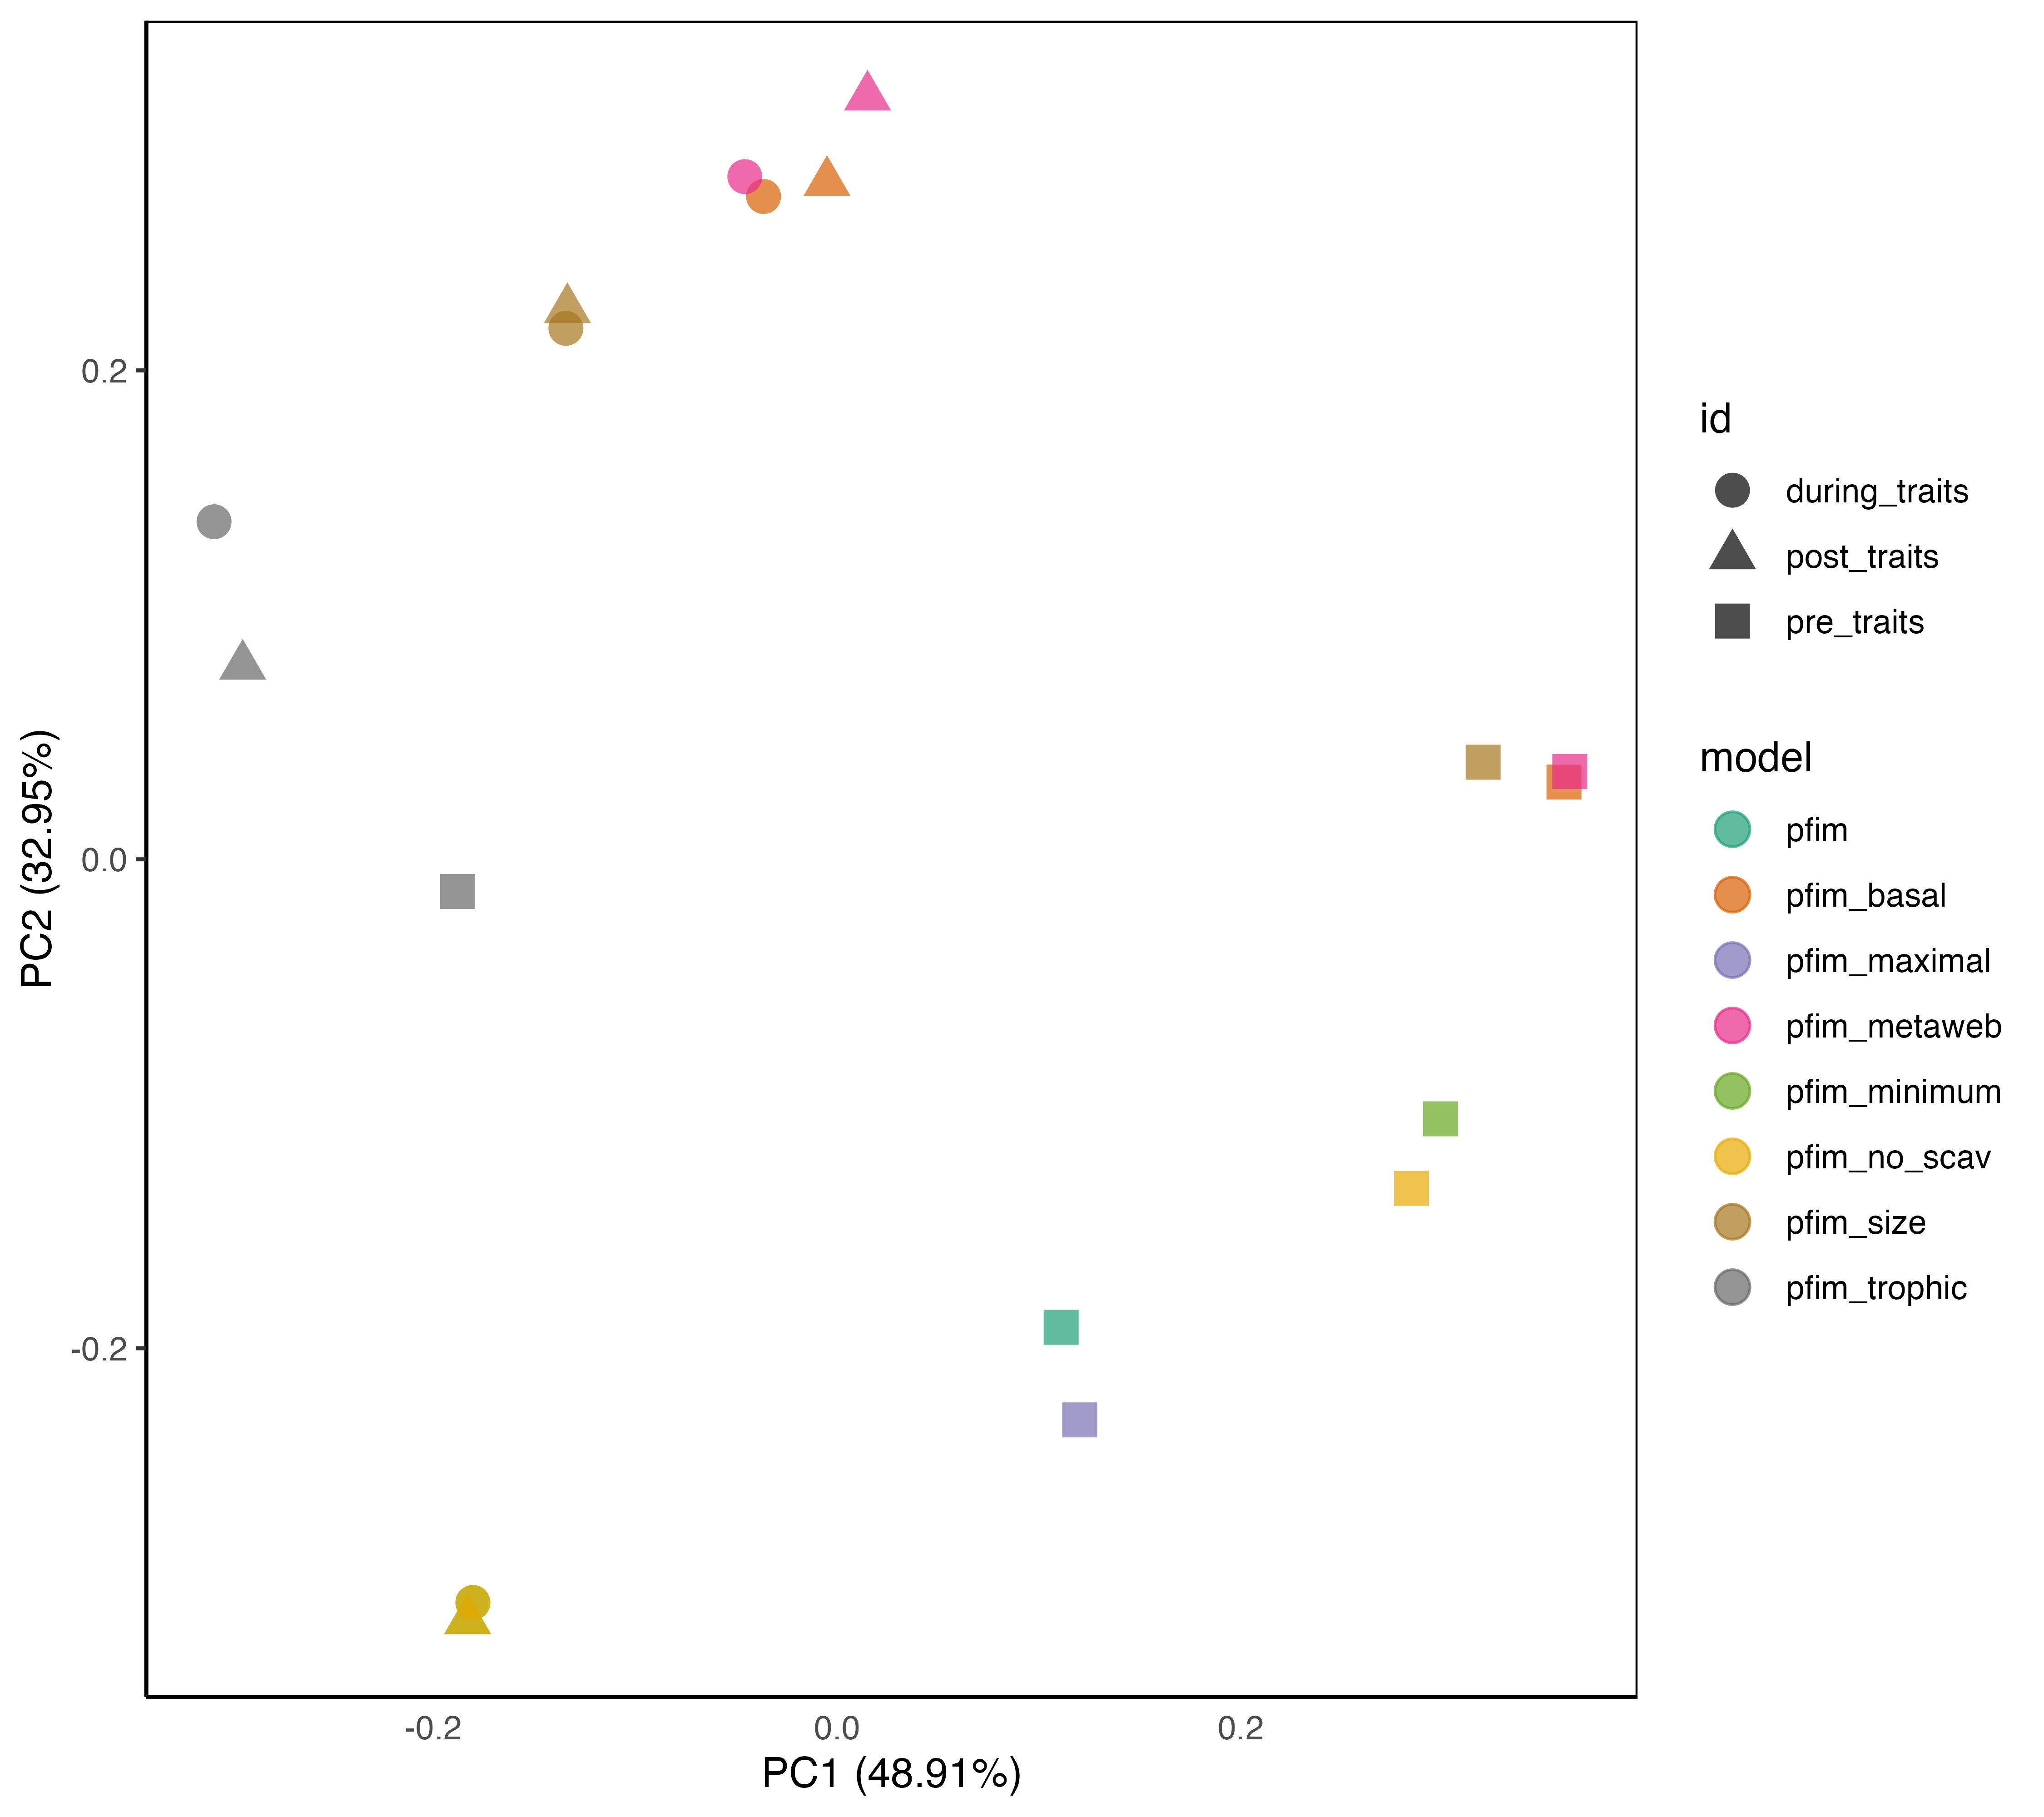 0.2
0.0
-0.2
PC2 (32.95%)
-0.2
0.0
0.2
PC1 (48.91%)
id
during_traits
post_traits
pre_traits
model
pfim
pfim_basal
pfim_maximal
pfim_metaweb
pfim_minimum
pfim_no_scav
pfim_size
pfim_trophic